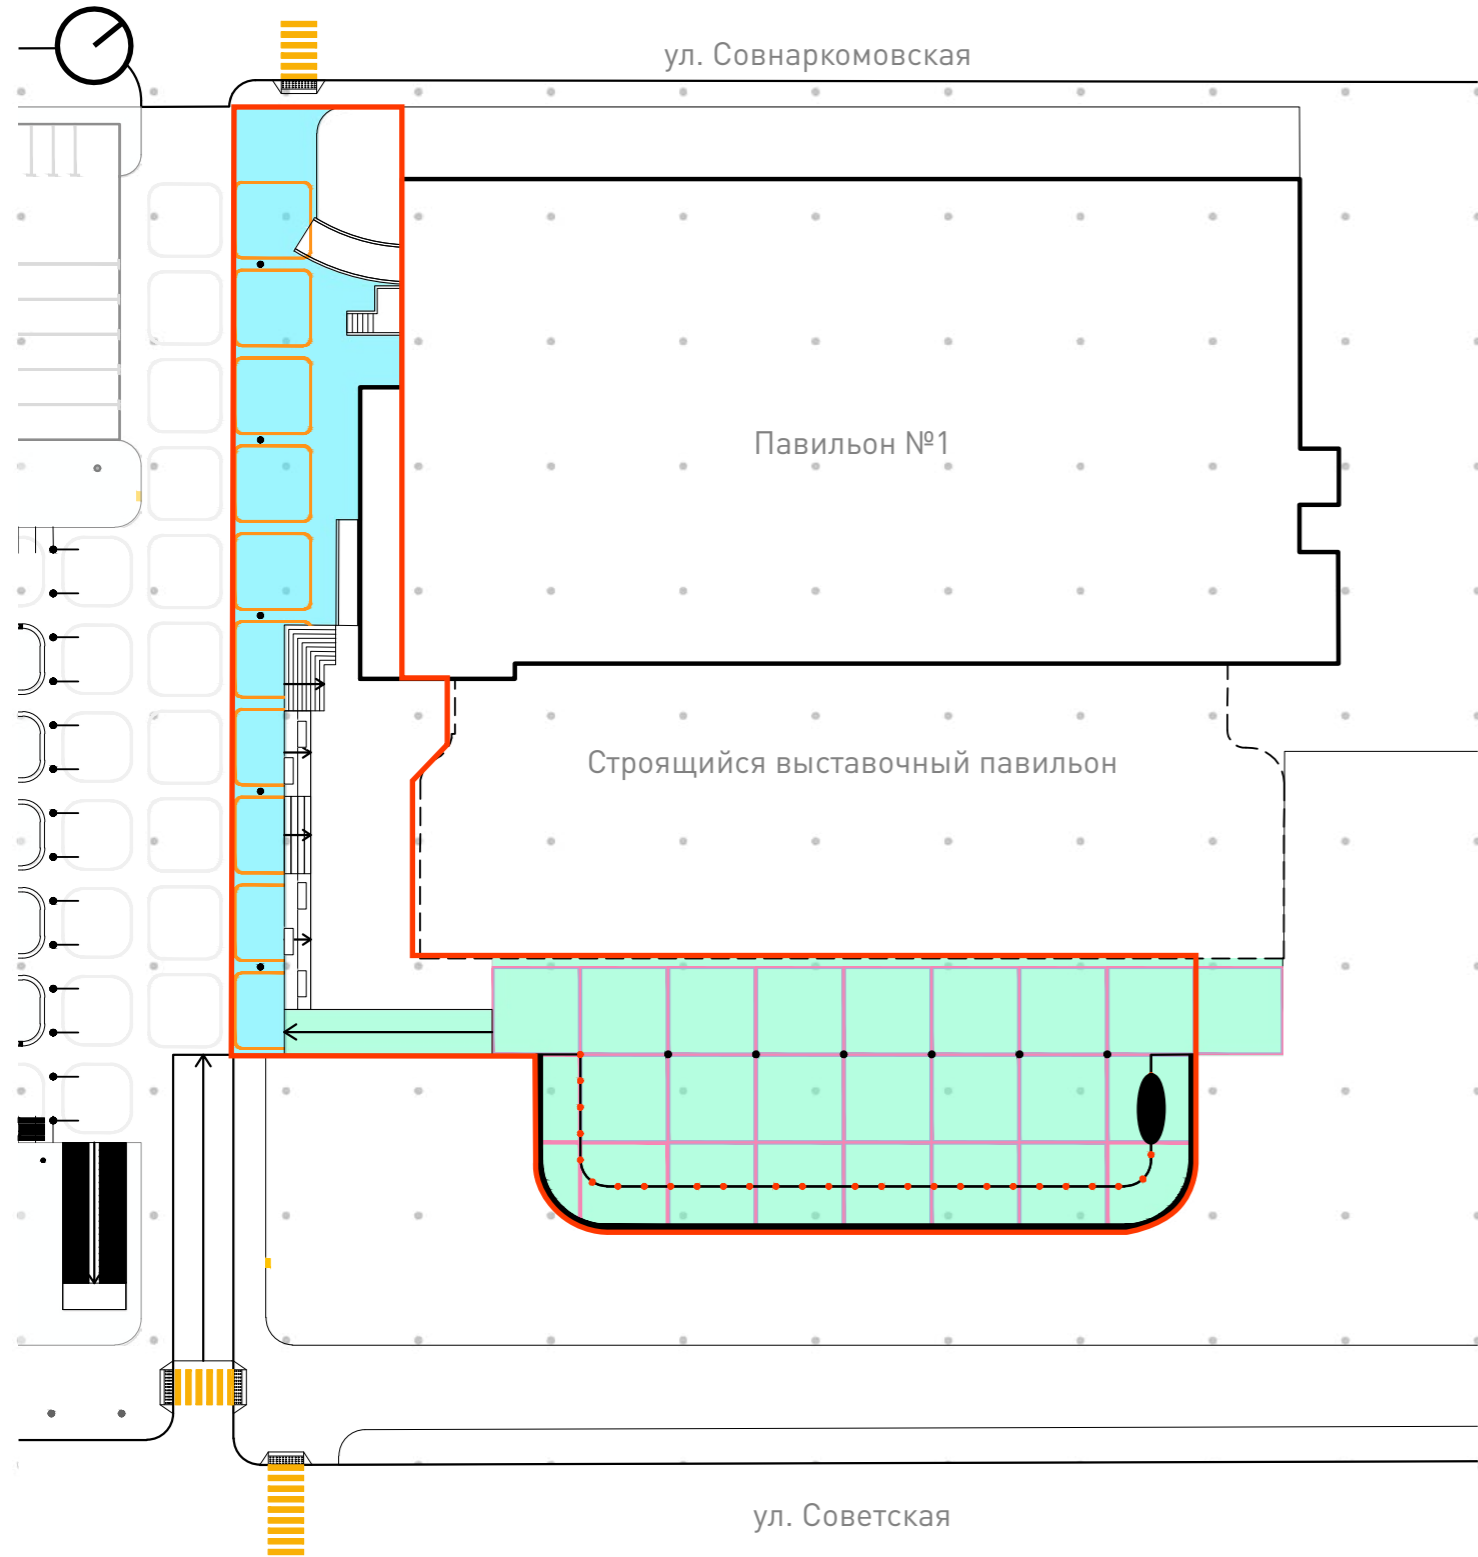 ул. Совнаркомовская
Павильон №1
Строящийся выставочный павильон
ул. Советская